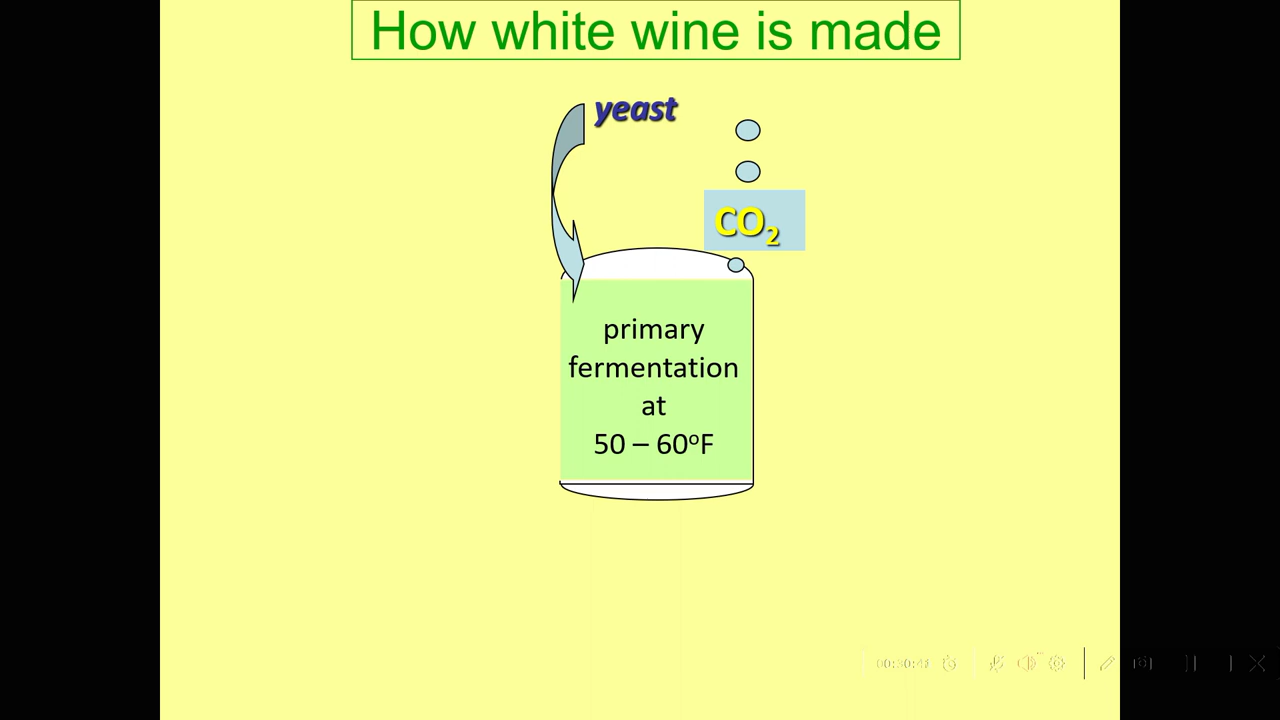 How white wine is made
yeast
CO₂
primary
fermentation
at
50 – 60ºF